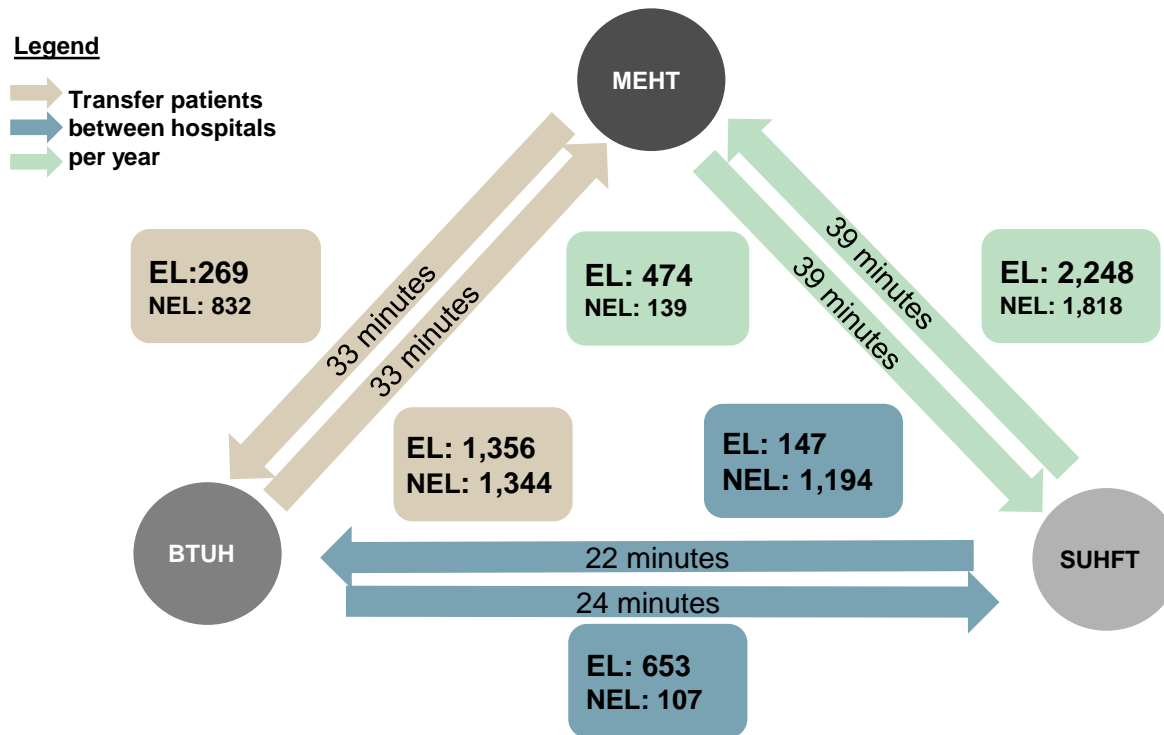 Legend
Transfer patients
between hospitals
per year
MEHT
EL:269
NEL: 832
33 minutes
33 minutes
EL: 474
NEL: 139
39 minutes
39 minutes
EL: 2,248
NEL: 1,818
EL: 1,356
NEL: 1,344
EL: 147
NEL: 1,194
BTUH
22 minutes
24 minutes
SUHFT
EL: 653
NEL: 107